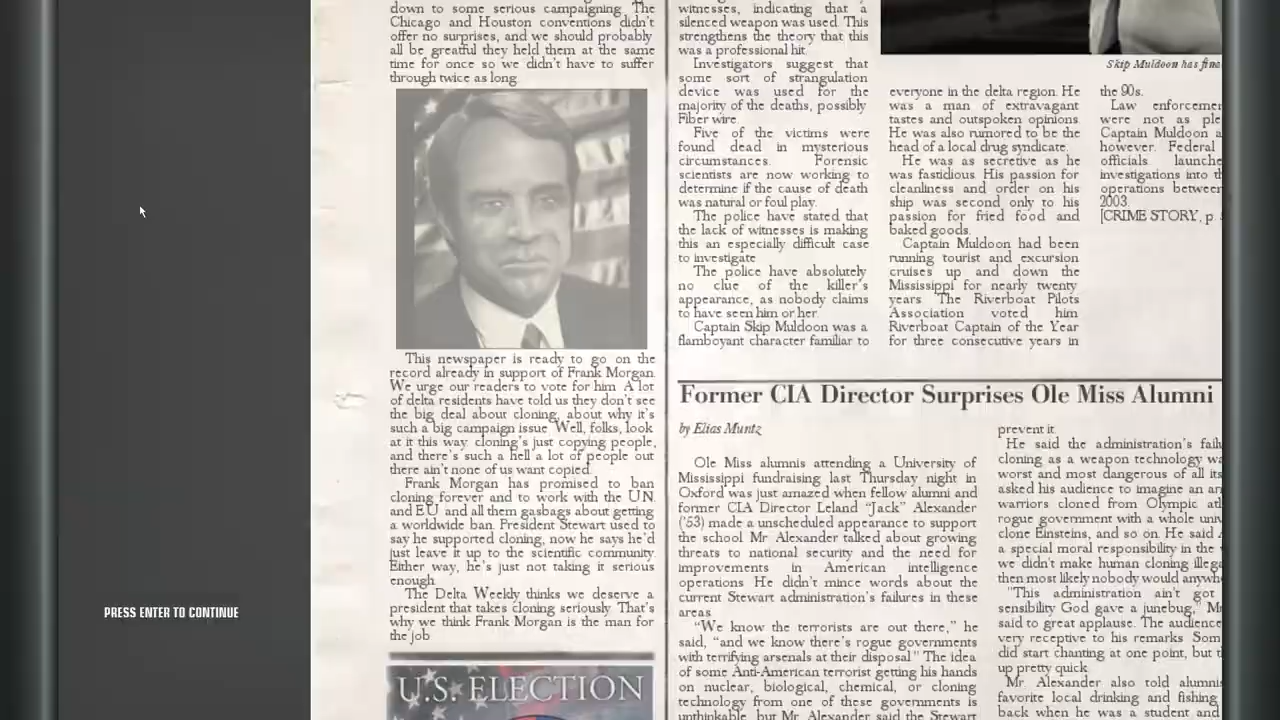 down to some serious campaigning. The
Chicago and Houston conventions didn't
offer no surprises, and we should probably
all be greatful they held them at the same
time for once so we didn't have to suffer
through twice as long.
This newspaper is ready to go on the
record already in support of Frank Morgan.
We urge our readers to vote for him. A lot
of delta residents have told us they don't see
the big deal about cloning, about why it's
such a big campaign issue. Well, folks, look
at it this way: cloning's just copying people,
and there's such a hell a lot of people out
there ain't none of us want copied.
Frank Morgan has promised to ban
cloning forever and to work with the U.N.
and EU and all them gasbags about getting
a worldwide ban. President Stewart used to
say he supported cloning, now he says he'd
just leave it up to the scientific community.
Either way, he's just not taking it serious
enough.
The Delta Weekly thinks we deserve a
president that takes cloning seriously. That's
why we think Frank Morgan is the man for
the job.
U.S. ELECTION
witnesses, indicating that a
silenced weapon was used. This
strengthens the theory that this
was a professional hit.
Investigators suggest that
some sort of strangulation
device was used for the
majority of the deaths, possibly
Fiber wire.
Five of the victims were
found dead in mysterious
circumstances. Forensic
scientists are now working to
determine if the cause of death
was natural or foul play.
The police have stated that
the lack of witnesses is making
this an especially difficult case
to investigate.
The police have absolutely
no clue of the killer's
appearance, as nobody claims
to have seen him or her.
Captain Skip Muldoon was a
flamboyant character familiar to
Skip Muldoon has fine
everyone in the delta region. He
was a man of extravagant
tastes and outspoken opinions.
He was also rumored to be the
head of a local drug syndicate.
He was as secretive as he
was fastidious. His passion for
cleanliness and order on his
ship was second only to his
passion for fried food and
baked goods.
Captain Muldoon had been
running tourist and excursion
cruises up and down the
Mississippi for nearly twenty
years. The Riverboat Pilots
Association voted him
Riverboat Captain of the Year
for three consecutive years in
the 90s.
Law enforcemen
were not as ple
Captain Muldoon a
however. Federal
officials launche
investigations into th
operations between
2003.
[CRIME STORY, p.
Former CIA Director Surprises Ole Miss Alumni
by Elias Muntz
Ole Miss alumnis attending a University of
Mississippi fundraising last Thursday night in
Oxford was just amazed when fellow alumni and
former CIA Director Leland "Jack" Alexander
('53) made a unscheduled appearance to support
the school. Mr. Alexander talked about growing
threats to national security and the need for
improvements in American intelligence
operations. He didn't mince words about the
current Stewart administration's failures in these
areas.
"We know the terrorists are out there," he
said, "and we know there's rogue governments
with terrifying arsenals at their disposal." The idea
of some Anti-American terrorist getting his hands
on nuclear, biological, chemical, or cloning
technology from one of these governments is
unthinkable, but Mr. Alexander said the Stewart
prevent it.
He said the administration's failu
cloning as a weapon technology wa
worst and most dangerous of all its
asked his audience to imagine an ar
warriors cloned from Olympic ath
rogue government with a whole univ
clone Einsteins, and so on. He said A
a special moral responsibility in the w
we didn't make human cloning illega
then most likely nobody would anywh
"This administration ain't got
sensibility God gave a junebug," Mr
said to great applause. The audience
very receptive to his remarks. Som
did start chanting at one point, but t
up pretty quick.
Mr. Alexander also told alumnis
favorite local drinking and fishing
back when he was a student and
PRESS ENTER TO CONTINUE